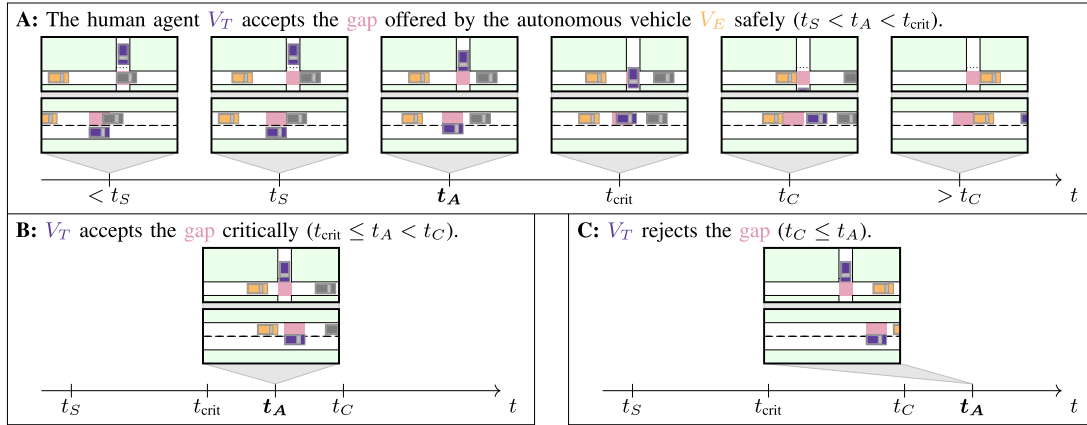 A: The human agent V_T accepts the gap offered by the autonomous vehicle V_E safely (t_S < t_A < t_crit).
< t_S t_S t_A t_crit t_C > t_C t
B: V_T accepts the gap critically (t_crit ≤ t_A < t_C).
t_S t_crit t_A t_C t
C: V_T rejects the gap (t_C ≤ t_A).
t_S t_crit t_C t_A t